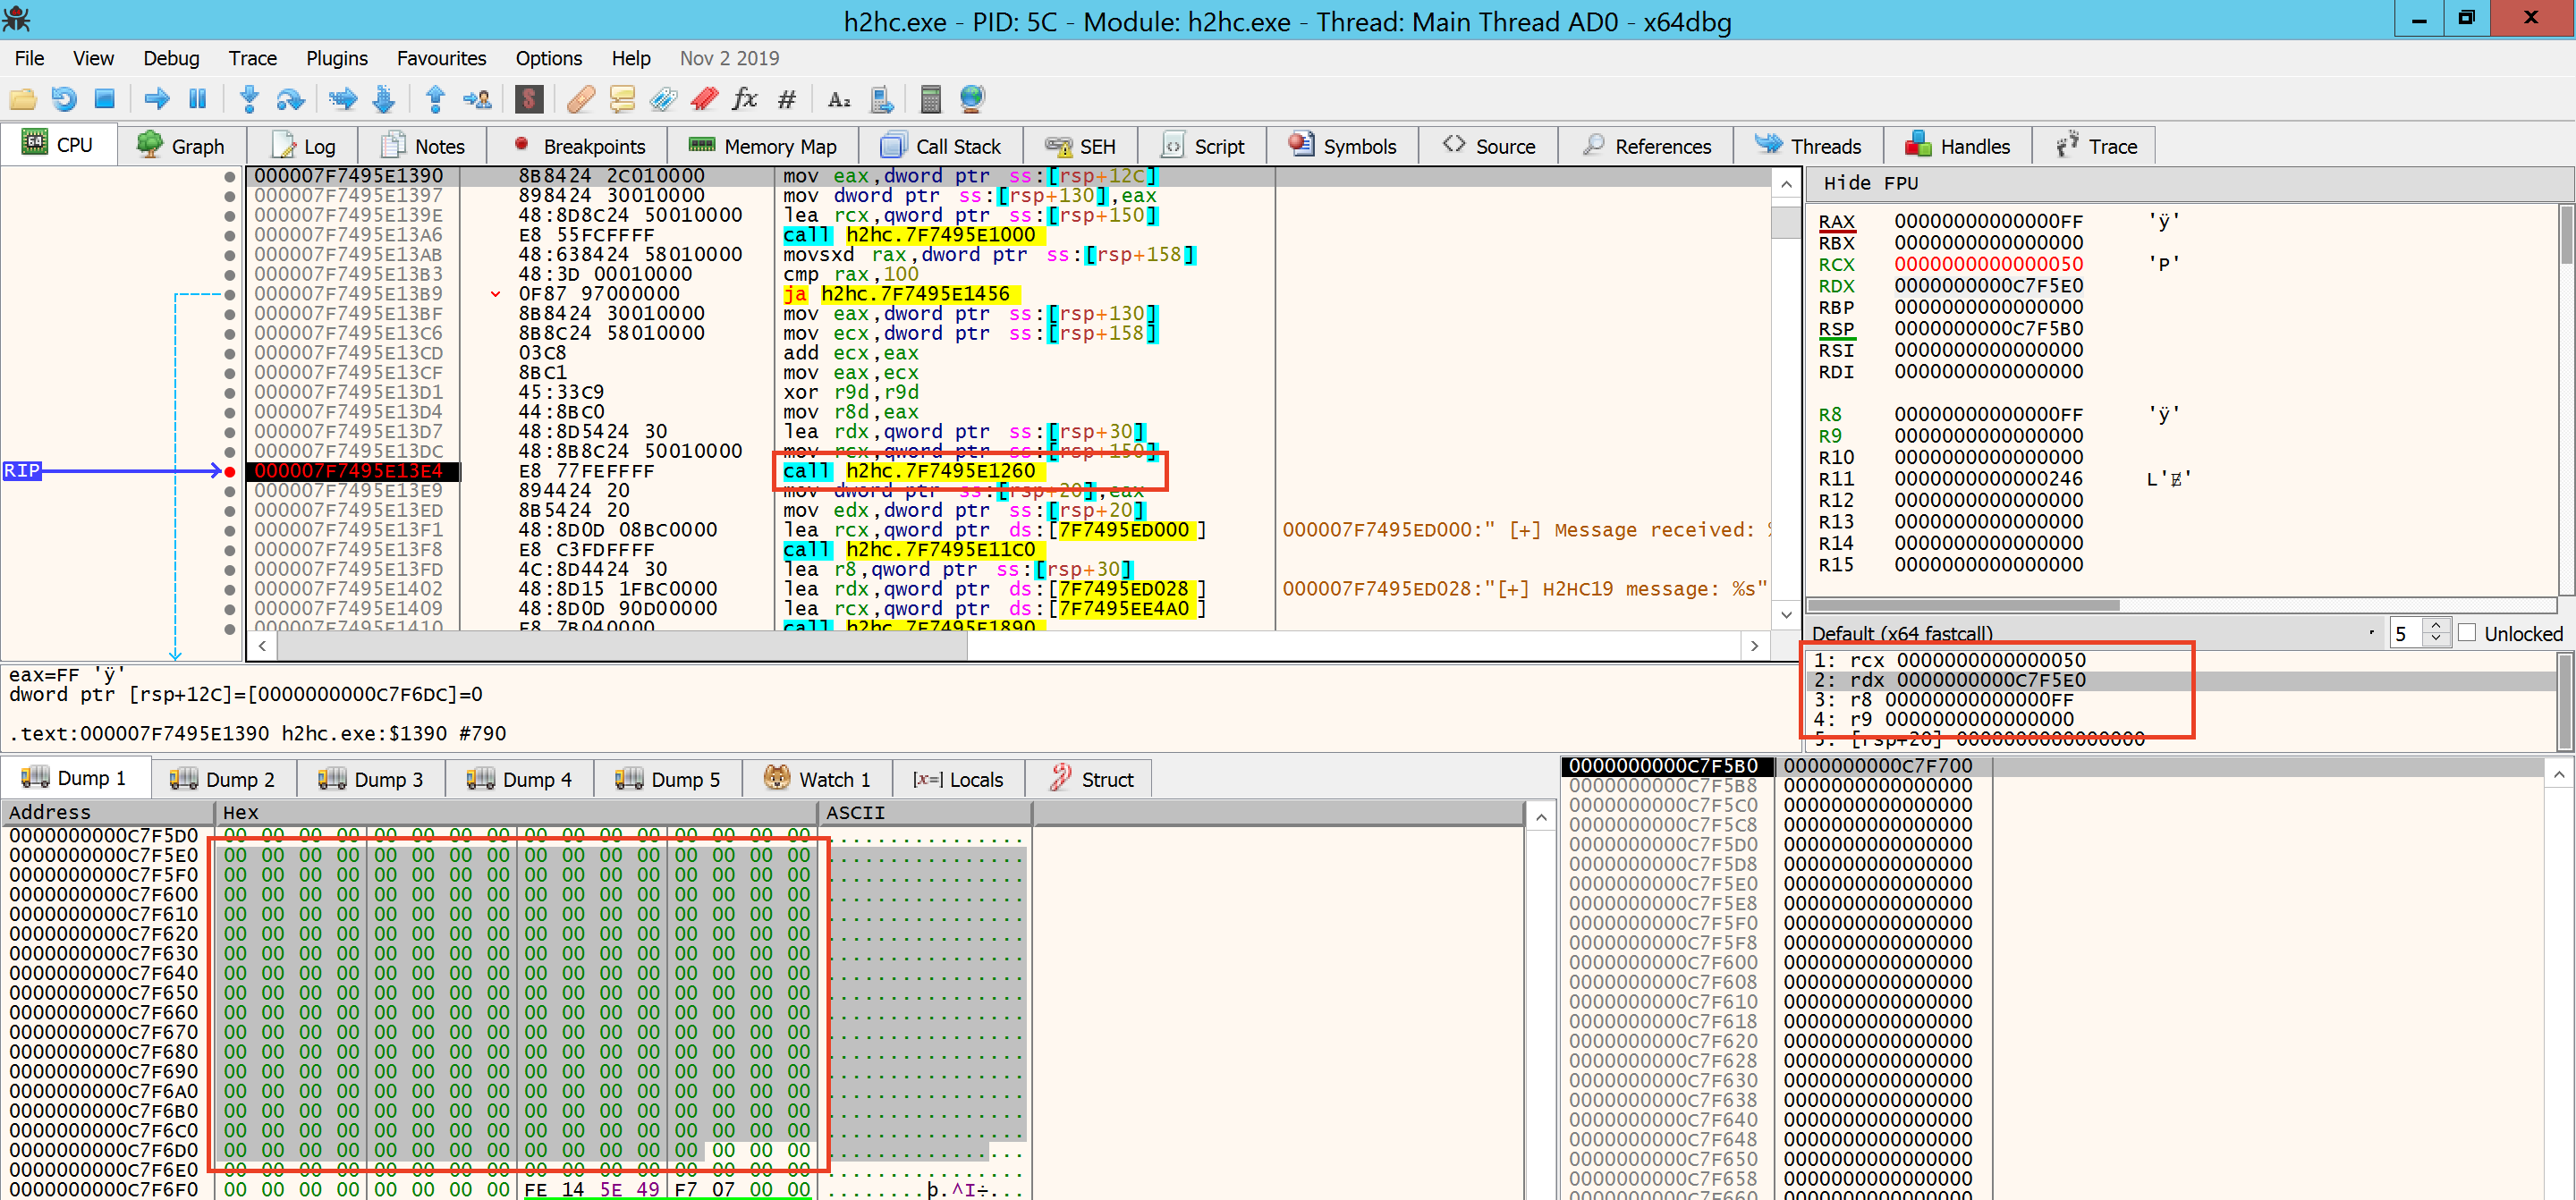 h2hc.exe - PID: 5C - Module: h2hc.exe - Thread: Main Thread AD0 - x64dbg
File View Debug Trace Plugins Favourites Options Help Nov 2 2019
CPU Graph Log Notes Breakpoints Memory Map Call Stack SEH Script Symbols Source References Threads Handles Trace
000007F7495E1390 8B8424 2C010000 mov eax,dword ptr ss:[rsp+12C]
000007F7495E1397 898424 30010000 mov dword ptr ss:[rsp+130],eax
000007F7495E139E 48:8D8C24 50010000 lea rcx,qword ptr ss:[rsp+150]
000007F7495E13A6 E8 55FCFFFF call h2hc.7F7495E1000
000007F7495E13AB 48:638424 58010000 movsxd rax,dword ptr ss:[rsp+158]
000007F7495E13B3 48:3D 00010000 cmp rax,100
000007F7495E13B9 0F87 97000000 ja h2hc.7F7495E1456
000007F7495E13BF 8B8424 30010000 mov eax,dword ptr ss:[rsp+130]
000007F7495E13C6 8B8C24 58010000 mov ecx,dword ptr ss:[rsp+158]
000007F7495E13CD 03C8 add ecx,eax
000007F7495E13CF 8BC1 mov eax,ecx
000007F7495E13D1 45:33C9 xor r9d,r9d
000007F7495E13D4 44:8BC0 mov r8d,eax
000007F7495E13D7 48:8D5424 30 lea rdx,qword ptr ss:[rsp+30]
000007F7495E13DC 48:8B8C24 50010000 mov rcx,qword ptr ss:[rsp+150]
RIP 000007F7495E13E4 E8 77FEFFFF call h2hc.7F7495E1260
000007F7495E13E9 894424 20 mov dword ptr ss:[rsp+20],eax
000007F7495E13ED 8B5424 20 mov edx,dword ptr ss:[rsp+20]
000007F7495E13F1 48:8D0D 08BC0000 lea rcx,qword ptr ds:[7F7495ED000] 000007F7495ED000:" [+] Message received: %
000007F7495E13F8 E8 C3FDFFFF call h2hc.7F7495E11C0
000007F7495E13FD 4C:8D4424 30 lea r8,qword ptr ss:[rsp+30]
000007F7495E1402 48:8D15 1FBC0000 lea rdx,qword ptr ds:[7F7495ED028] 000007F7495ED028:"[+] H2HC19 message: %s"
000007F7495E1409 48:8D0D 90D00000 lea rcx,qword ptr ds:[7F7495EE4A0]
000007F7495E1410 E8 7B040000 call h2hc.7F7495E1890
Hide FPU
RAX 00000000000000FF 'ÿ'
RBX 0000000000000000
RCX 0000000000000050 'P'
RDX 0000000000C7F5E0
RBP 0000000000000000
RSP 0000000000C7F5B0
RSI 0000000000000000
RDI 0000000000000000
R8 00000000000000FF 'ÿ'
R9 0000000000000000
R10 0000000000000000
R11 0000000000000246 L'Ɇ'
R12 0000000000000000
R13 0000000000000000
R14 0000000000000000
R15 0000000000000000
Default (x64 fastcall) 5 Unlocked
1: rcx 0000000000000050
2: rdx 0000000000C7F5E0
3: r8 00000000000000FF
4: r9 0000000000000000
5: [rsp+20] 0000000000000000
eax=FF 'ÿ'
dword ptr [rsp+12C]=[0000000000C7F6DC]=0
.text:000007F7495E1390 h2hc.exe:$1390 #790
Dump 1 Dump 2 Dump 3 Dump 4 Dump 5 Watch 1 [x=] Locals Struct
Address Hex ASCII
0000000000C7F5D0 00 00 00 00 00 00 00 00 00 00 00 00 00 00 00 00 ................
0000000000C7F5E0 00 00 00 00 00 00 00 00 00 00 00 00 00 00 00 00 ................
0000000000C7F5F0 00 00 00 00 00 00 00 00 00 00 00 00 00 00 00 00 ................
0000000000C7F600 00 00 00 00 00 00 00 00 00 00 00 00 00 00 00 00 ................
0000000000C7F610 00 00 00 00 00 00 00 00 00 00 00 00 00 00 00 00 ................
0000000000C7F620 00 00 00 00 00 00 00 00 00 00 00 00 00 00 00 00 ................
0000000000C7F630 00 00 00 00 00 00 00 00 00 00 00 00 00 00 00 00 ................
0000000000C7F640 00 00 00 00 00 00 00 00 00 00 00 00 00 00 00 00 ................
0000000000C7F650 00 00 00 00 00 00 00 00 00 00 00 00 00 00 00 00 ................
0000000000C7F660 00 00 00 00 00 00 00 00 00 00 00 00 00 00 00 00 ................
0000000000C7F670 00 00 00 00 00 00 00 00 00 00 00 00 00 00 00 00 ................
0000000000C7F680 00 00 00 00 00 00 00 00 00 00 00 00 00 00 00 00 ................
0000000000C7F690 00 00 00 00 00 00 00 00 00 00 00 00 00 00 00 00 ................
0000000000C7F6A0 00 00 00 00 00 00 00 00 00 00 00 00 00 00 00 00 ................
0000000000C7F6B0 00 00 00 00 00 00 00 00 00 00 00 00 00 00 00 00 ................
0000000000C7F6C0 00 00 00 00 00 00 00 00 00 00 00 00 00 00 00 00 ................
0000000000C7F6D0 00 00 00 00 00 00 00 00 00 00 00 00 00 00 00 00 ................
0000000000C7F6E0 00 00 00 00 00 00 00 00 00 00 00 00 00 00 00 00 ................
0000000000C7F6F0 00 00 00 00 00 00 00 00 FE 14 5E 49 F7 07 00 00 ........þ.^I÷...
0000000000C7F5B0 0000000000C7F700
0000000000C7F5B8 0000000000000000
0000000000C7F5C0 0000000000000000
0000000000C7F5C8 0000000000000000
0000000000C7F5D0 0000000000000000
0000000000C7F5D8 0000000000000000
0000000000C7F5E0 0000000000000000
0000000000C7F5E8 0000000000000000
0000000000C7F5F0 0000000000000000
0000000000C7F5F8 0000000000000000
0000000000C7F600 0000000000000000
0000000000C7F608 0000000000000000
0000000000C7F610 0000000000000000
0000000000C7F618 0000000000000000
0000000000C7F620 0000000000000000
0000000000C7F628 0000000000000000
0000000000C7F630 0000000000000000
0000000000C7F638 0000000000000000
0000000000C7F640 0000000000000000
0000000000C7F648 0000000000000000
0000000000C7F650 0000000000000000
0000000000C7F658 0000000000000000
0000000000C7F660 0000000000000000